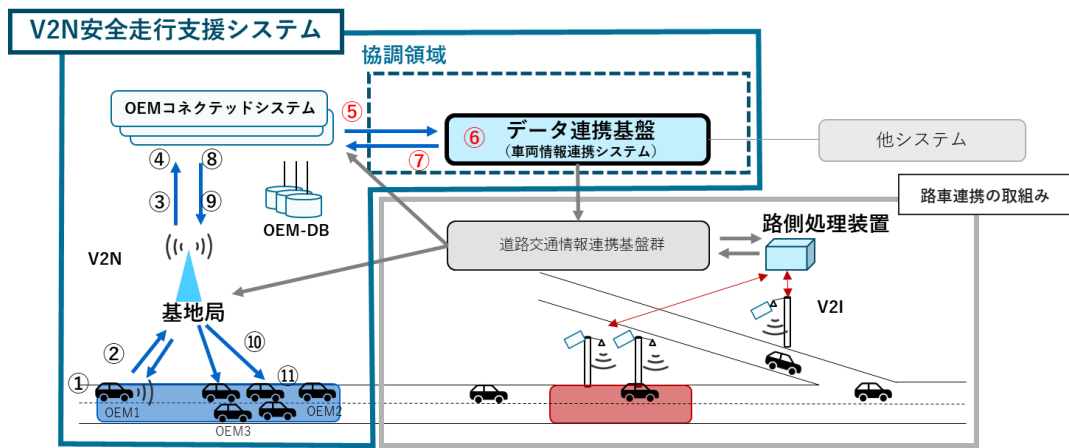 V2N安全走行支援システム
協調領域
OEMコネクテッドシステム
⑤
⑥
データ連携基盤
（車両情報連携システム）
⑦
他システム
④
⑧
③
⑨
OEM-DB
路車連携の取組み
道路交通情報連携基盤群
路側処理装置
V2N
基地局
V2I
②
⑩
①
⑪
OEM1
OEM2
OEM3